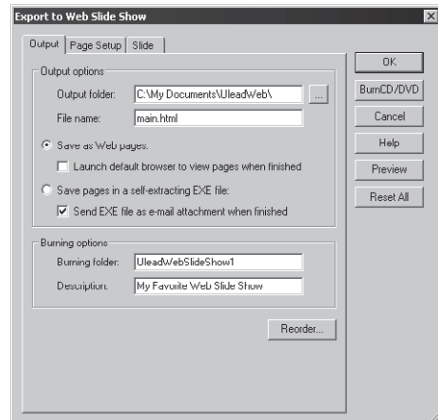 Export to Web Slide Show
Output Page Setup Slide
Output options
Output folder: C:\My Documents\UleadWeb\ ...
File name: main.html
Save as Web pages:
Launch default browser to view pages when finished
Save pages in a self-extracting EXE file:
Send EXE file as e-mail attachment when finished
Burning options
Burning folder: UleadWebSlideShow1
Description: My Favorite Web Slide Show
Reorder...
OK
BurnCD/DVD
Cancel
Help
Preview
Reset All